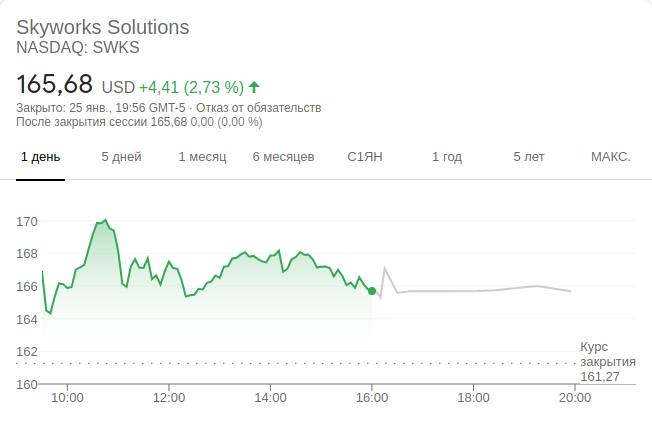 Skyworks Solutions
NASDAQ: SWKS
165,68 USD +4,41 (2,73 %)
Закрыто: 25 янв., 19:56 GMT-5 · Отказ от обязательств
После закрытия сессии 165,68 0,00 (0,00 %)
1 день 5 дней 1 месяц 6 месяцев С1ЯН 1 год 5 лет МАКС.
170
168
166
164
162
Курс
закрытия
161,27
160
10:00 12:00 14:00 16:00 18:00 20:00